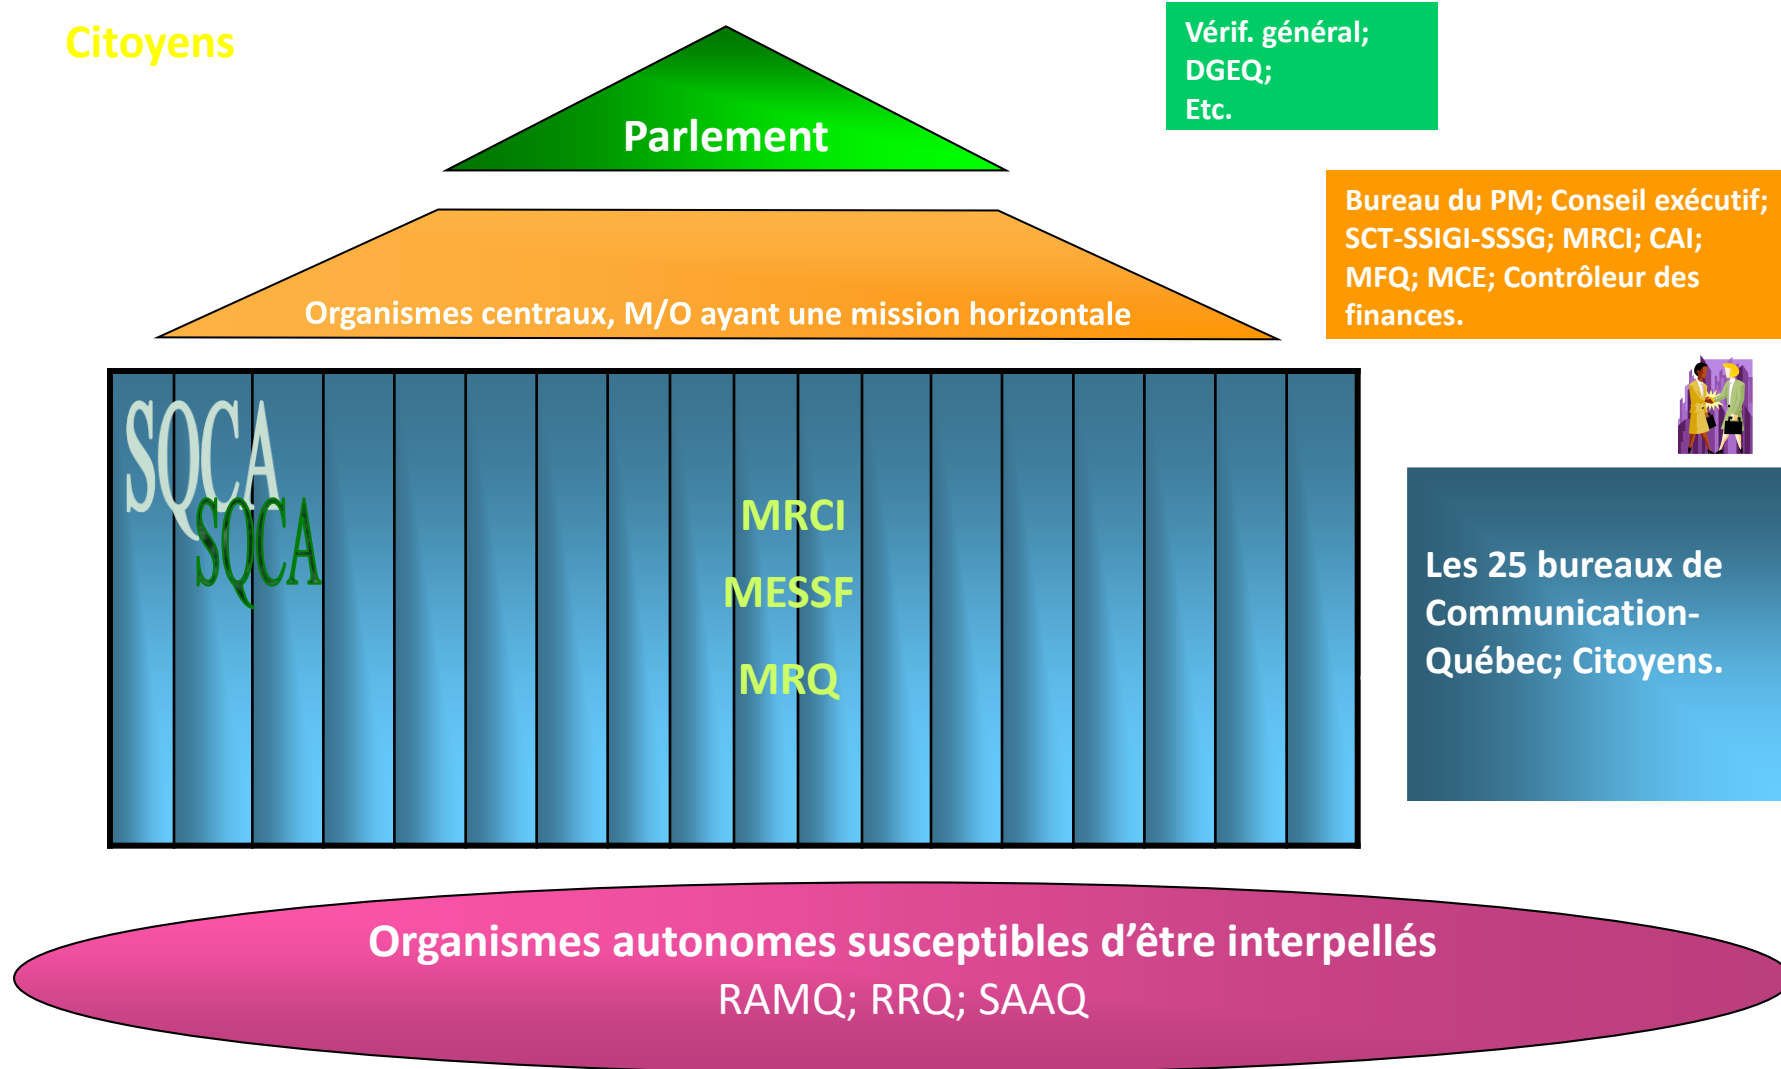 Citoyens
Vérif. général;
DGEQ;
Etc.
Parlement
Bureau du PM; Conseil exécutif;
SCT-SSIGI-SSSG; MRCI; CAI;
MFQ; MCE; Contrôleur des
finances.
Organismes centraux, M/O ayant une mission horizontale
SQCA
SQCA
MRCI
MESSF
MRQ
Les 25 bureaux de
Communication-
Québec; Citoyens.
Organismes autonomes susceptibles d’être interpellés
RAMQ; RRQ; SAAQ